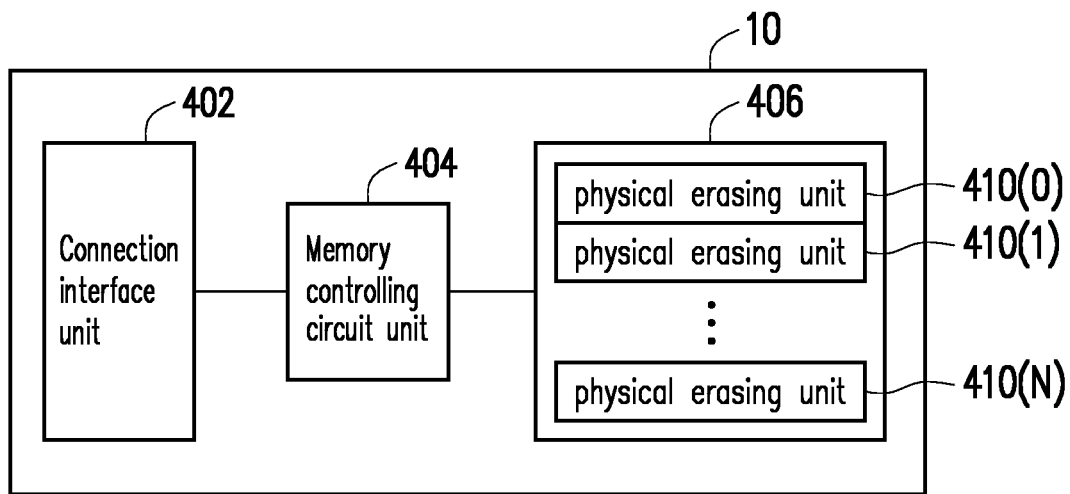 10
402
404
406
Connection
interface
unit
Memory
controlling
circuit unit
physical erasing unit
410(0)
physical erasing unit
410(1)
physical erasing unit
410(N)